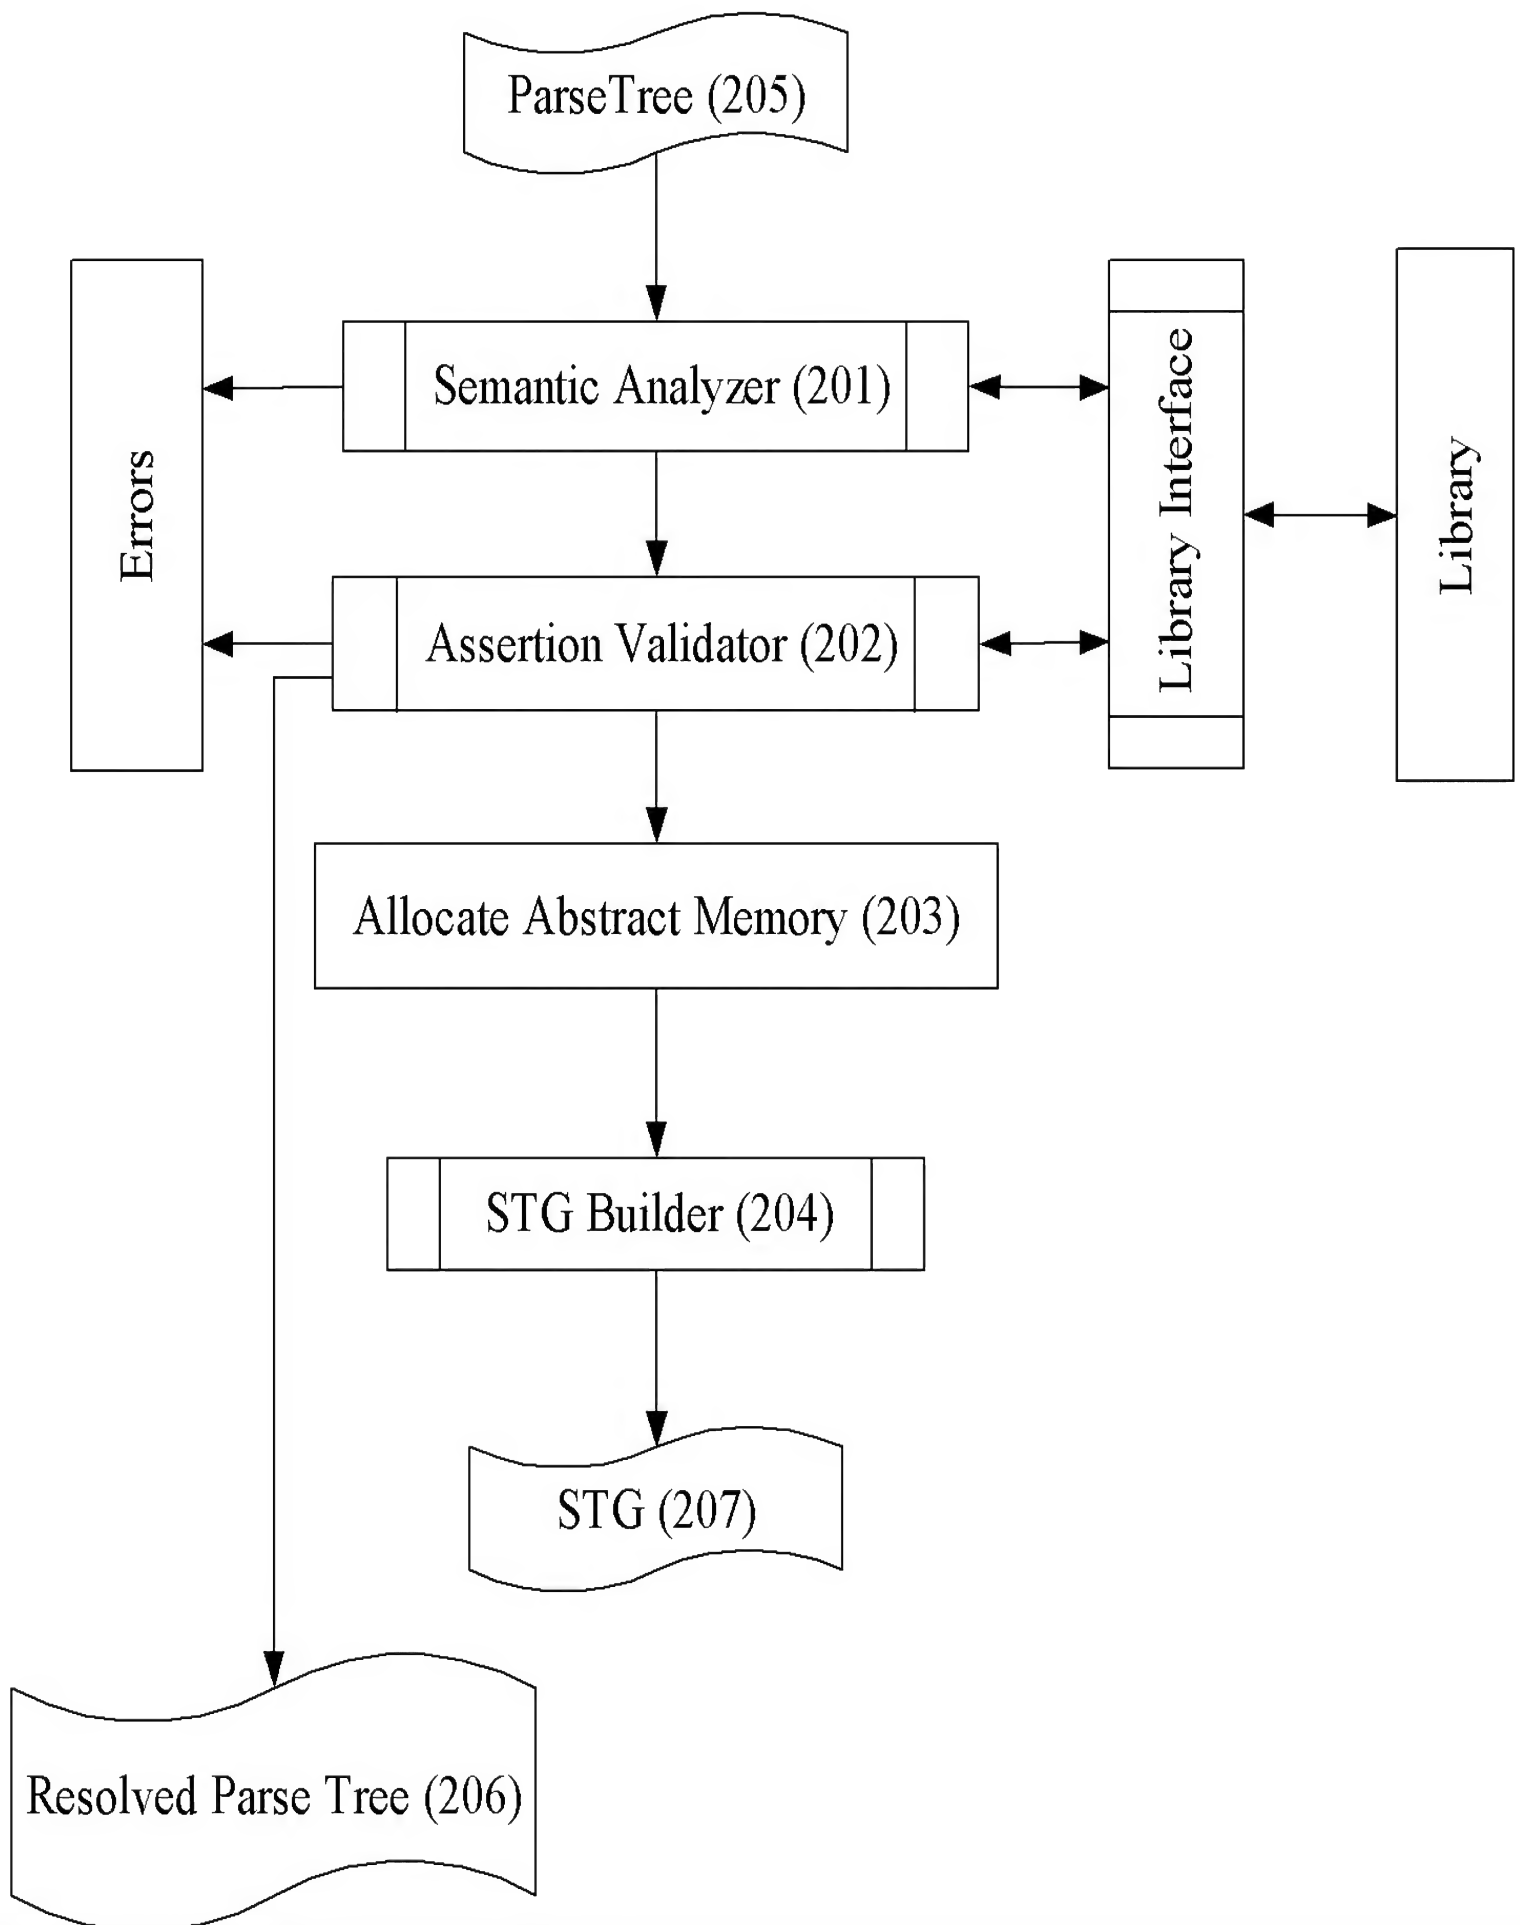 ParseTree (205)
Semantic Analyzer (201)
Errors
Library Interface
Library
Assertion Validator (202)
Allocate Abstract Memory (203)
STG Builder (204)
STG (207)
Resolved Parse Tree (206)